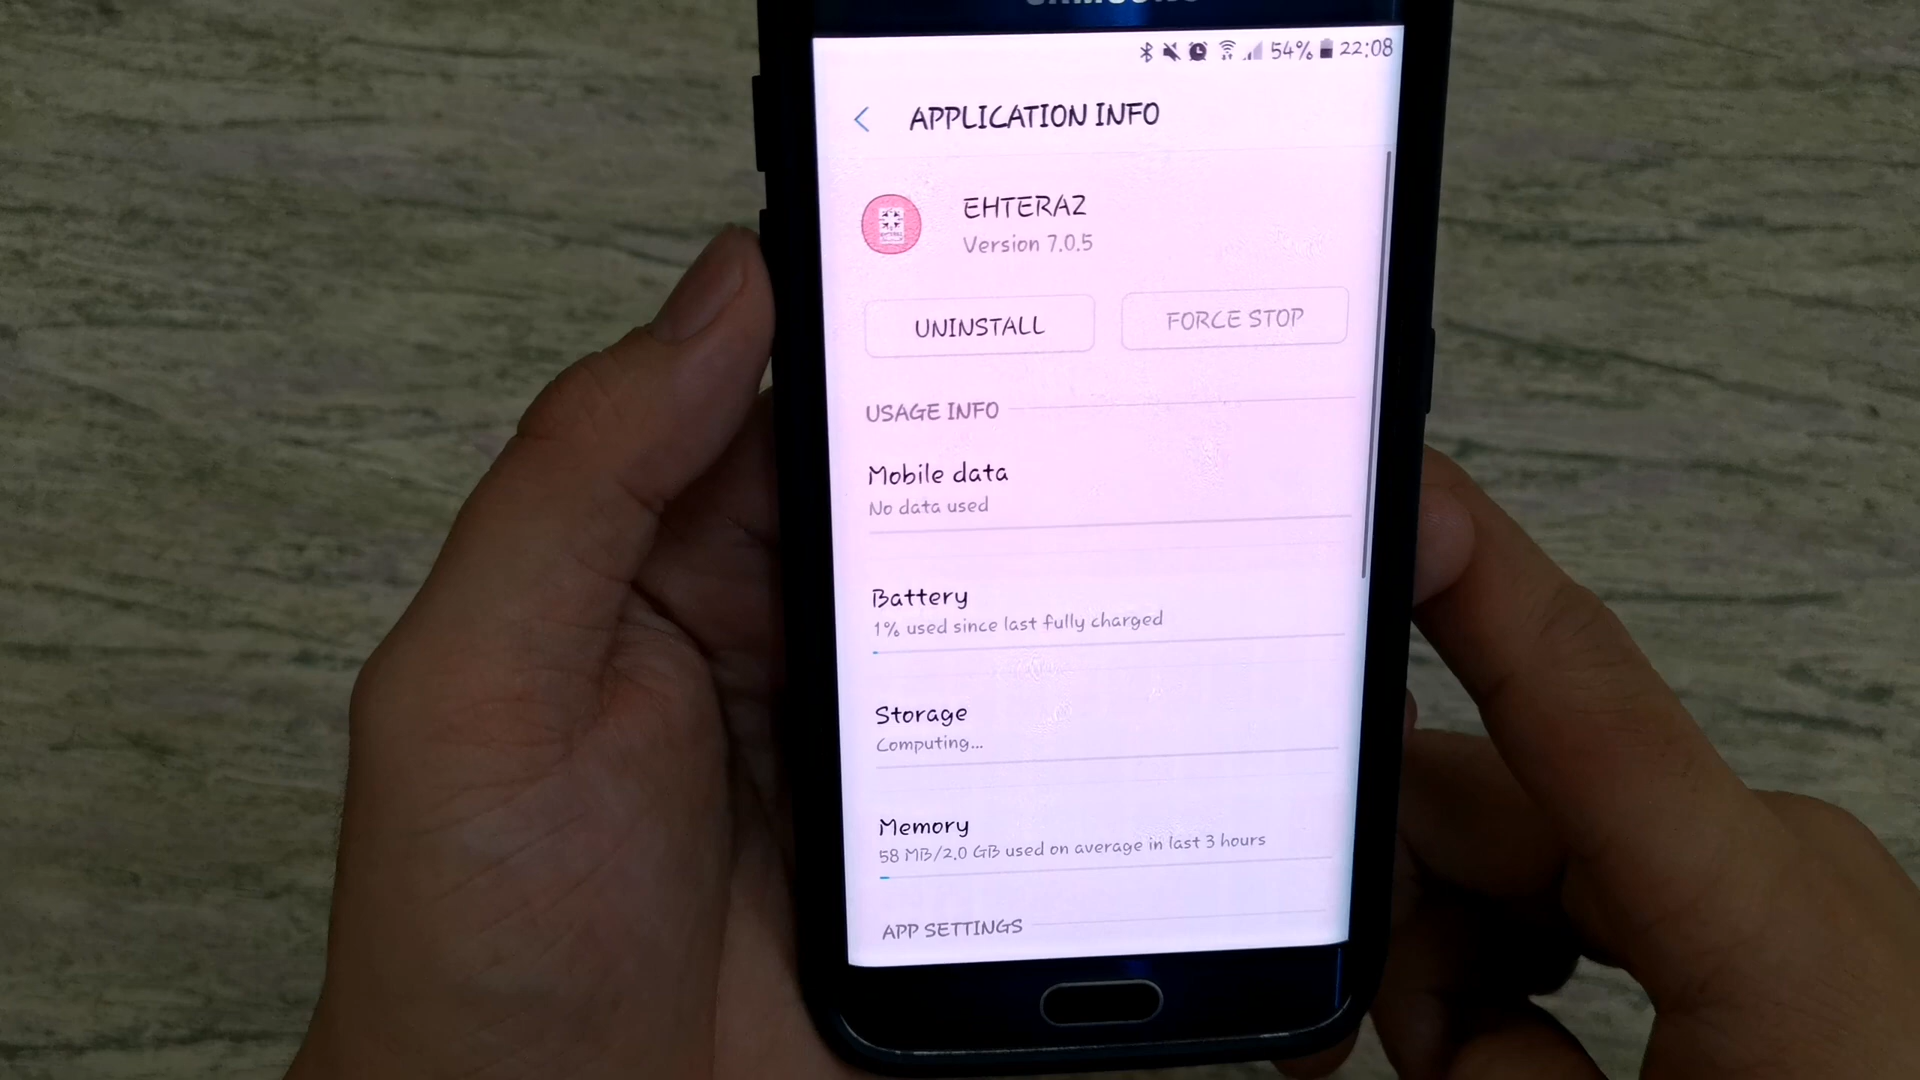 SAMSUNG
54% 22:08
APPLICATION INFO
EHTERAZ
Version 7.0.5
UNINSTALL
FORCE STOP
USAGE INFO
Mobile data
No data used
Battery
1% used since last fully charged
Storage
Computing...
Memory
58 MB/2.0 GB used on average in last 3 hours
APP SETTINGS